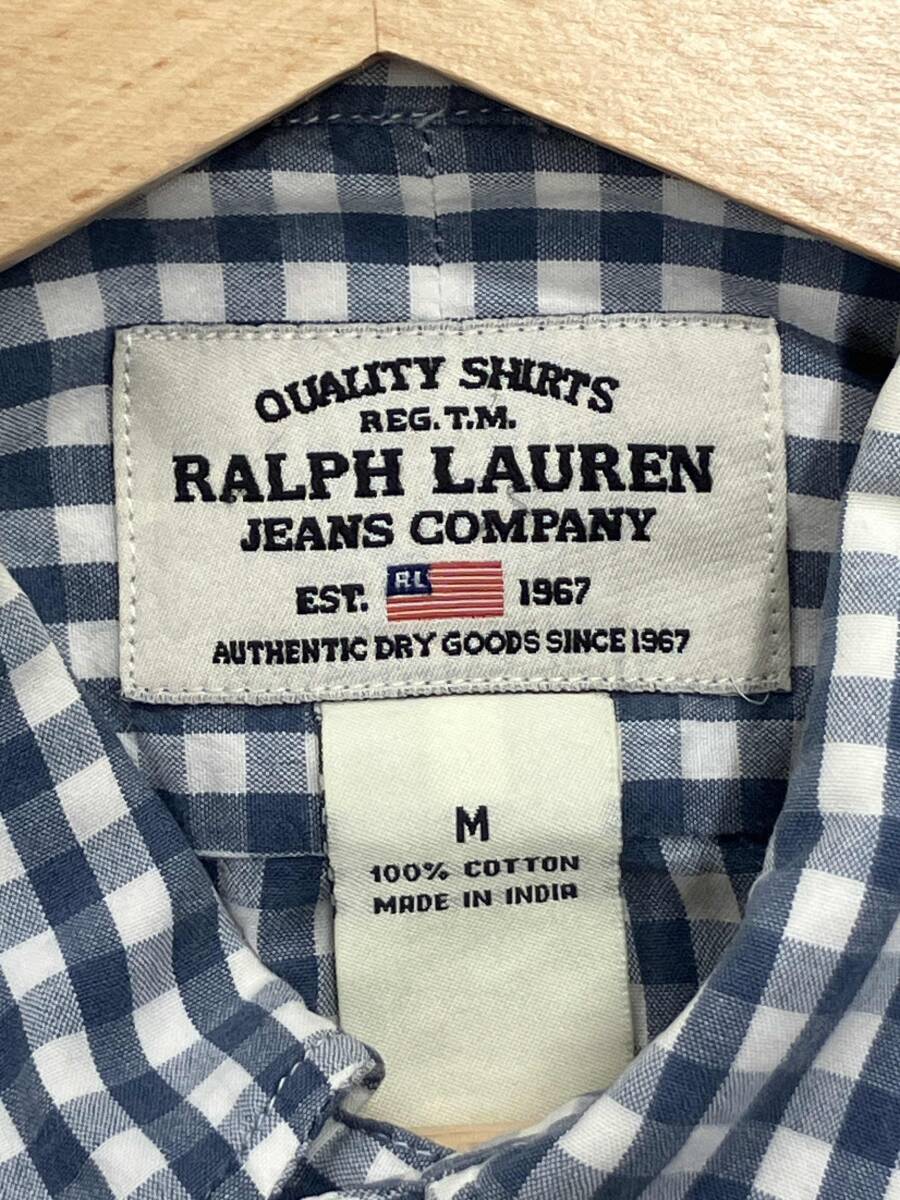 QUALITY SHIRTS
REG. T.M.
RALPH LAUREN
JEANS COMPANY
EST. RL 1967
AUTHENTIC DRY GOODS SINCE 1967
M
100% COTTON
MADE IN INDIA